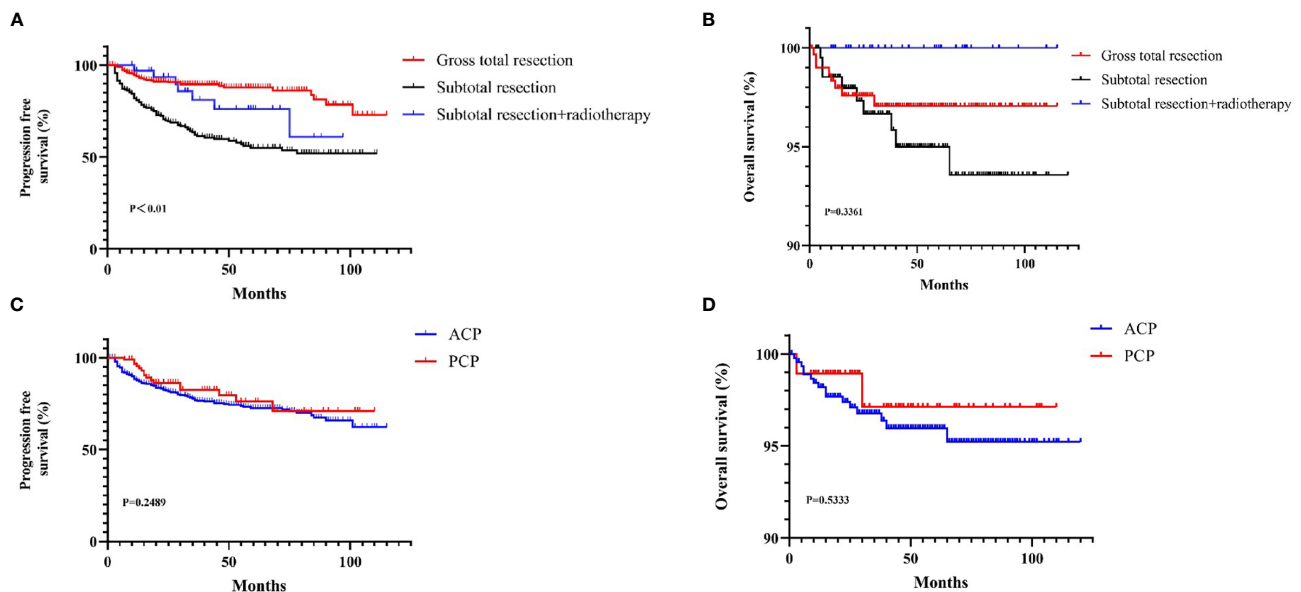 A
100
50
0
Progression free
survival (%)
0
50
100
Months
P<0.01
Gross total resection
Subtotal resection
Subtotal resection+radiotherapy
B
100
95
90
Overall survival (%)
0
50
100
Months
P=0.3361
Gross total resection
Subtotal resection
Subtotal resection+radiotherapy
C
100
50
0
Progression free
survival (%)
0
50
100
Months
P=0.2489
ACP
PCP
D
100
95
90
Overall survival (%)
0
50
100
Months
P=0.5333
ACP
PCP